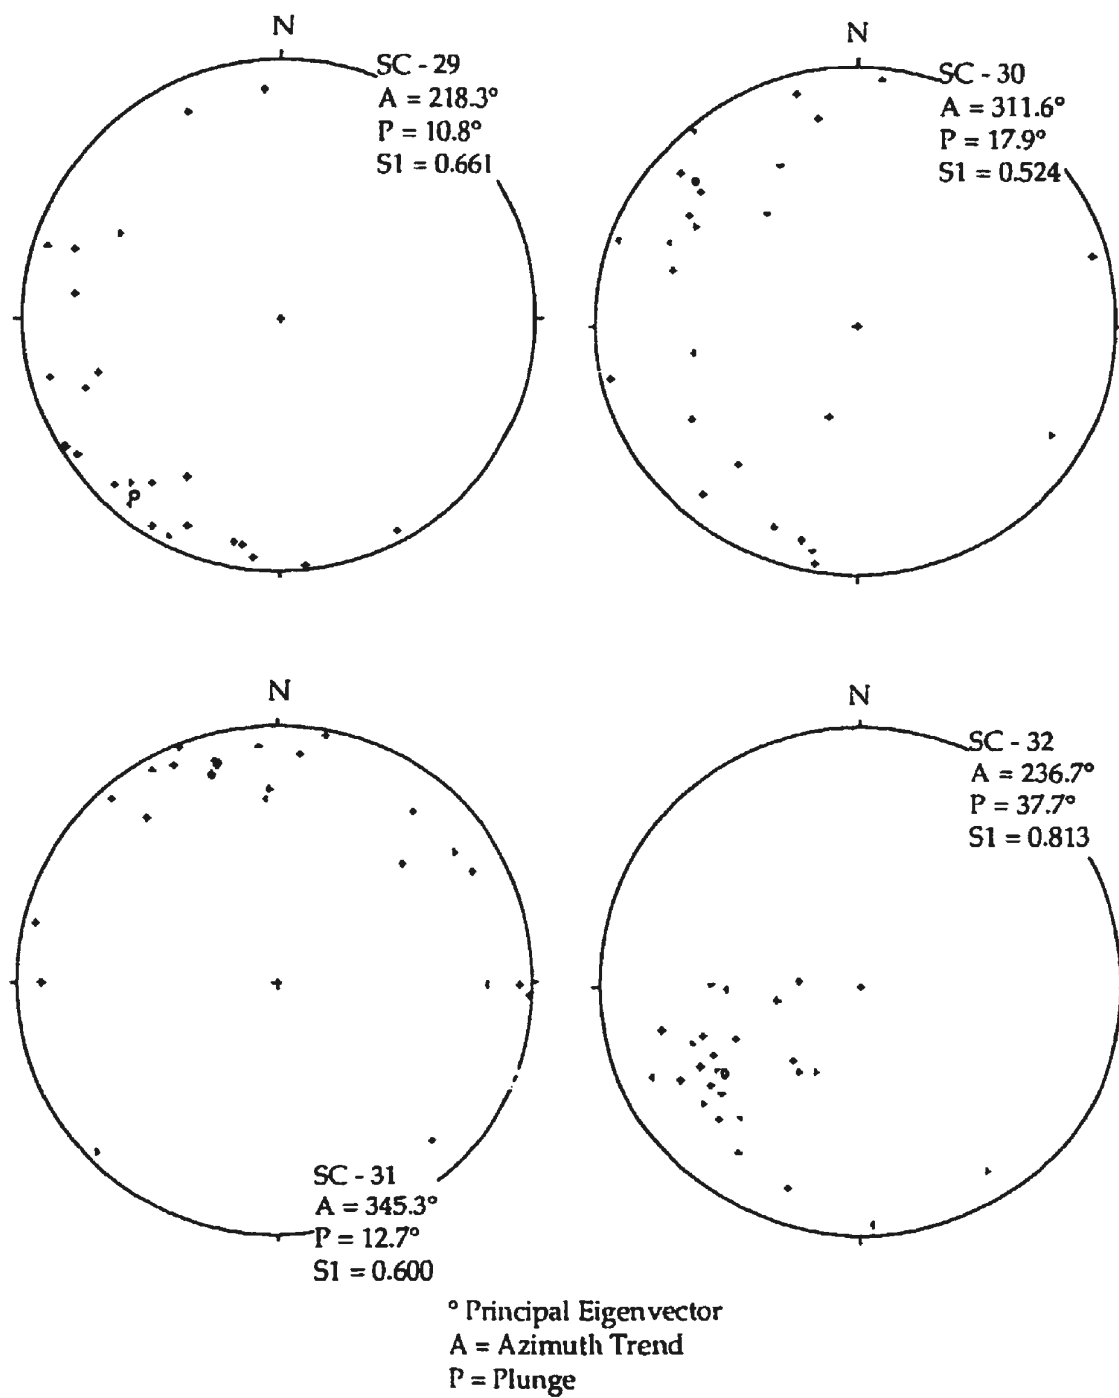 N
SC - 29
A = 218.3°
P = 10.8°
S1 = 0.661
N
SC - 30
A = 311.6°
P = 17.9°
S1 = 0.524
N
SC - 31
A = 345.3°
P = 12.7°
S1 = 0.600
N
SC - 32
A = 236.7°
P = 37.7°
S1 = 0.813
° Principal Eigenvector
A = Azimuth Trend
P = Plunge